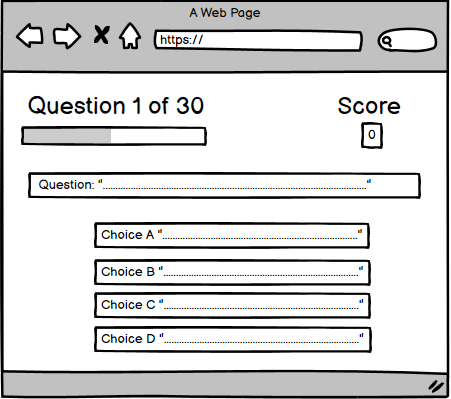 A Web Page
https://
Question 1 of 30
Score
0
Question: "................................................................................"
Choice A "............................................................"
Choice B "............................................................"
Choice C "............................................................"
Choice D "............................................................"